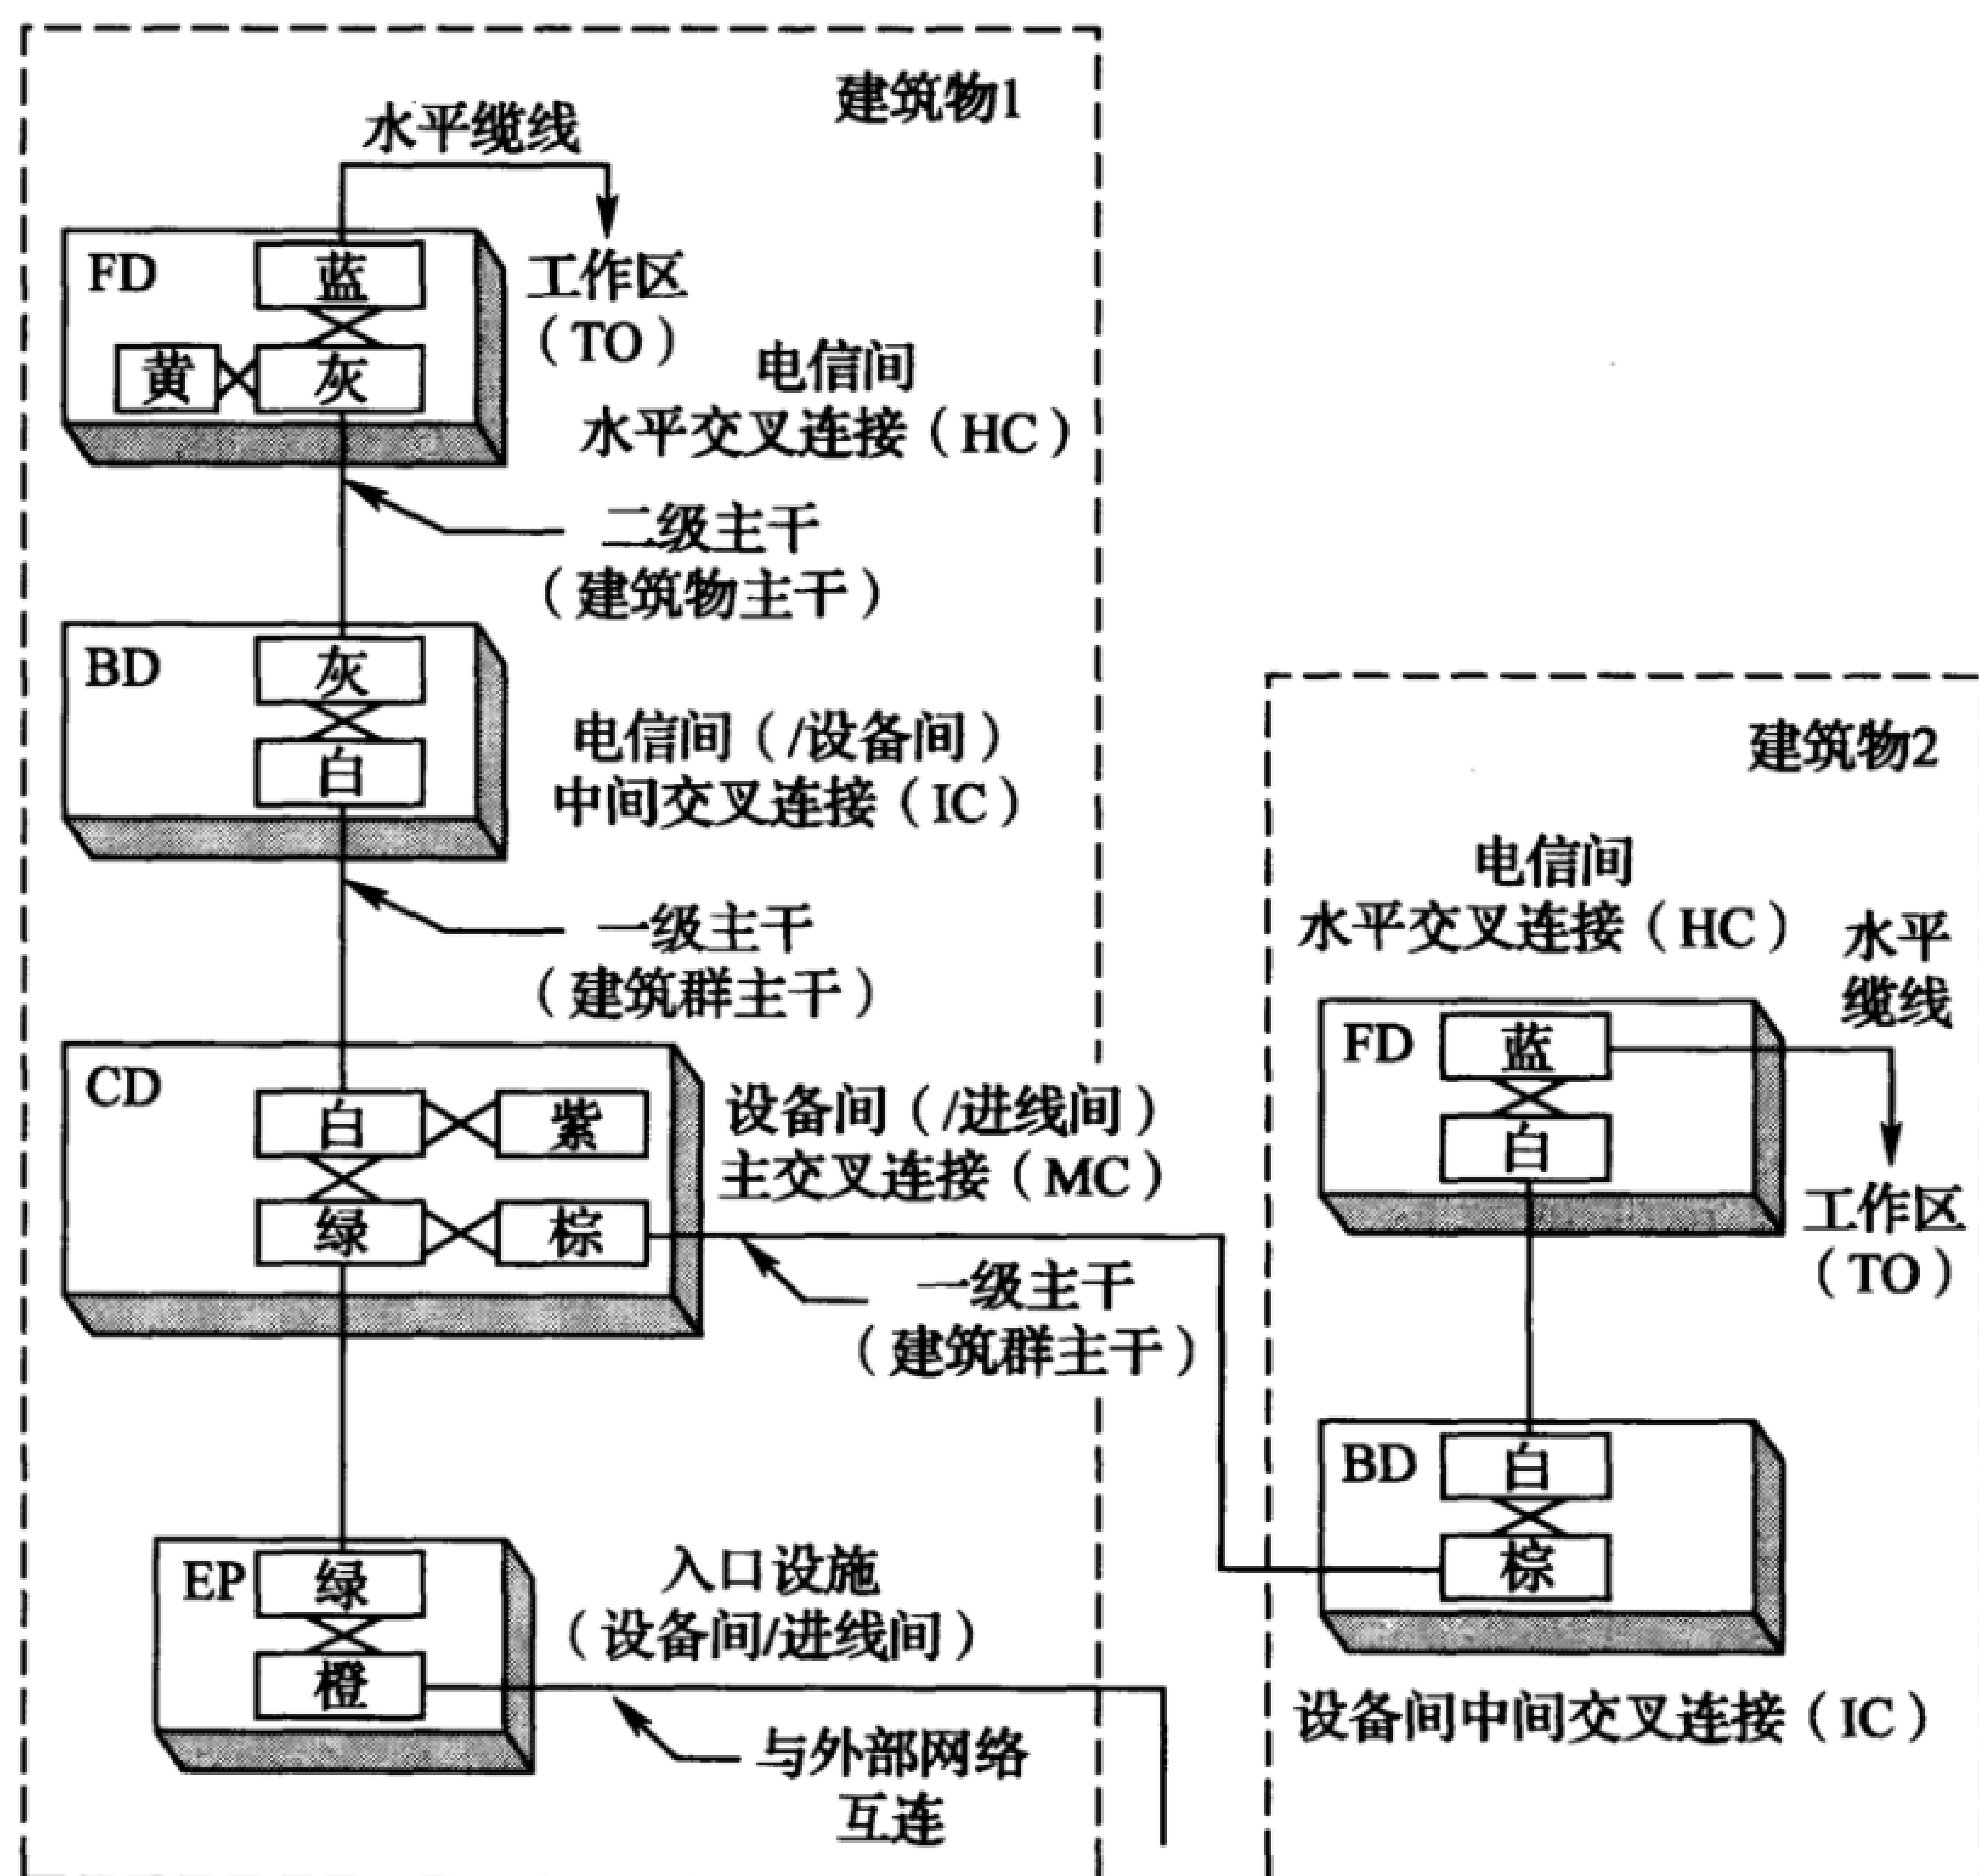 建筑物1
水平缆线
FD
蓝
工作区
（TO）
黄
灰
电信间
水平交叉连接（HC）
二级主干
（建筑物主干）
BD
灰
白
电信间（/设备间）
中间交叉连接（IC）
一级主干
（建筑群主干）
CD
白
紫
绿
棕
设备间（/进线间）
主交叉连接（MC）
一级主干
（建筑群主干）
EP
绿
橙
入口设施
（设备间/进线间）
与外部网络
互连
建筑物2
电信间
水平交叉连接（HC）
水平
缆线
FD
蓝
白
工作区
（TO）
BD
白
棕
设备间中间交叉连接（IC）